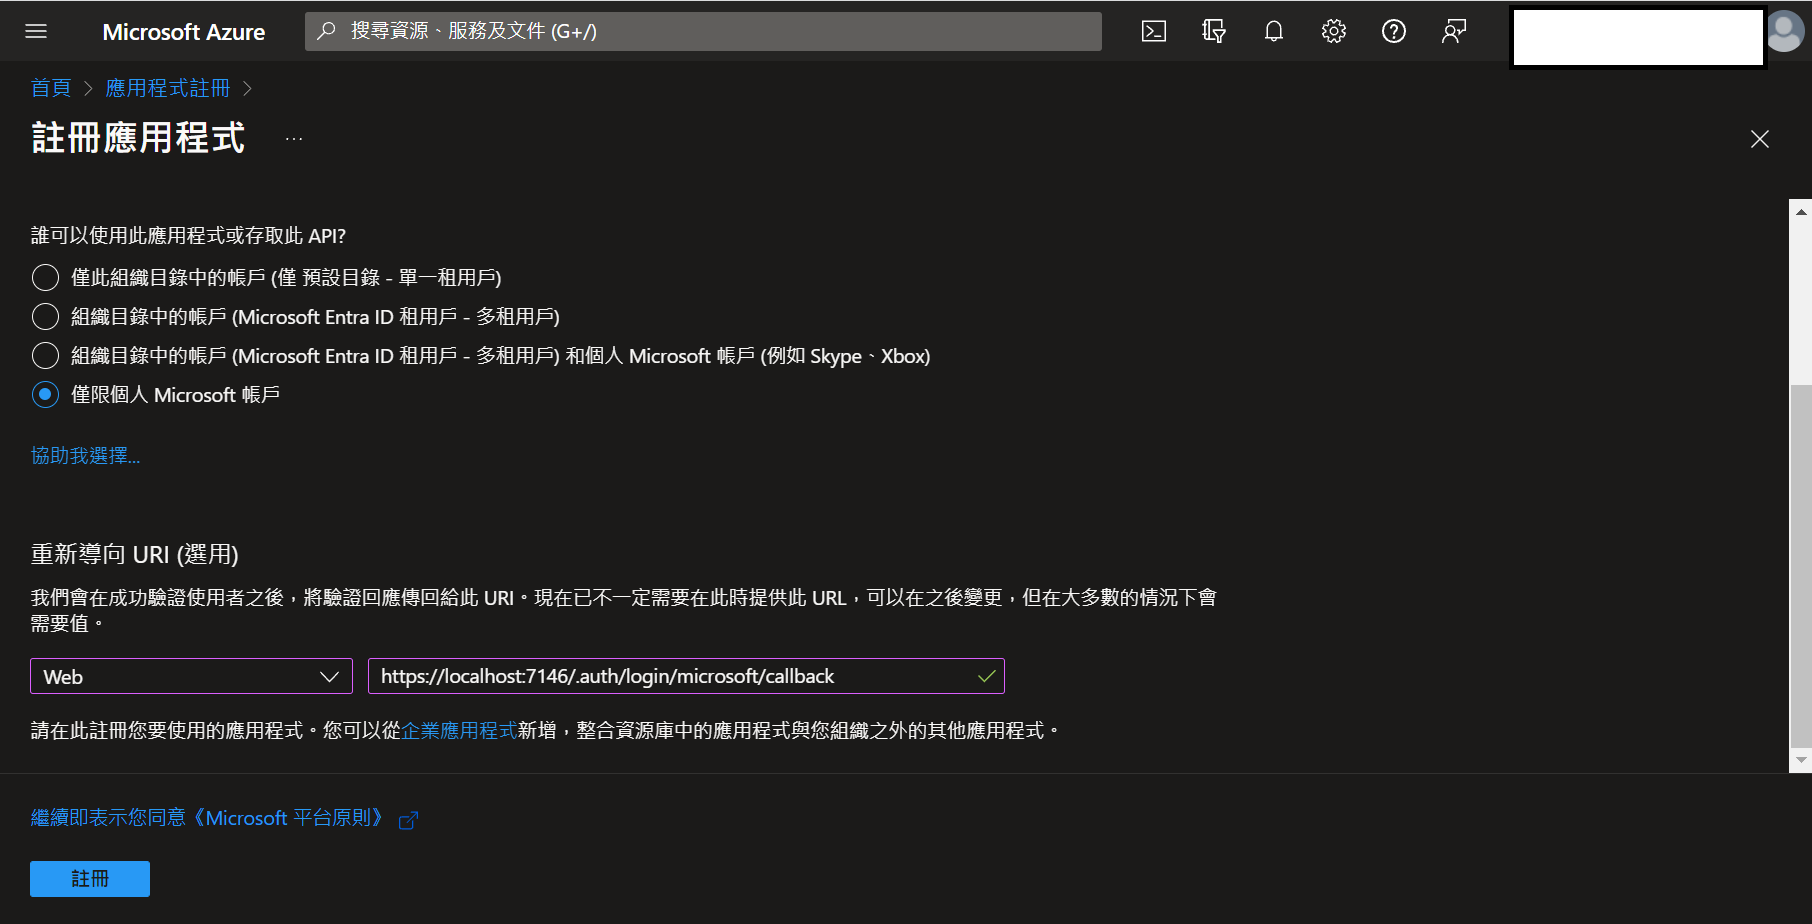 Microsoft Azure
搜尋資源、服務及文件 (G+/)
首頁 > 應用程式註冊 >
註冊應用程式 ...
誰可以使用此應用程式或存取此 API?
僅此組織目錄中的帳戶 (僅 預設目錄 - 單一租用戶)
組織目錄中的帳戶 (Microsoft Entra ID 租用戶 - 多租用戶)
組織目錄中的帳戶 (Microsoft Entra ID 租用戶 - 多租用戶) 和個人 Microsoft 帳戶 (例如 Skype、Xbox)
僅限個人 Microsoft 帳戶
協助我選擇...
重新導向 URI (選用)
我們會在成功驗證使用者之後，將驗證回應傳回給此 URI。現在已不一定需要在此時提供此 URL，可以在之後變更，但在大多數的情況下會
需要值。
Web
https://localhost:7146/.auth/login/microsoft/callback
請在此註冊您要使用的應用程式。您可以從企業應用程式新增，整合資源庫中的應用程式與您組織之外的其他應用程式。
繼續即表示您同意《Microsoft 平台原則》
註冊